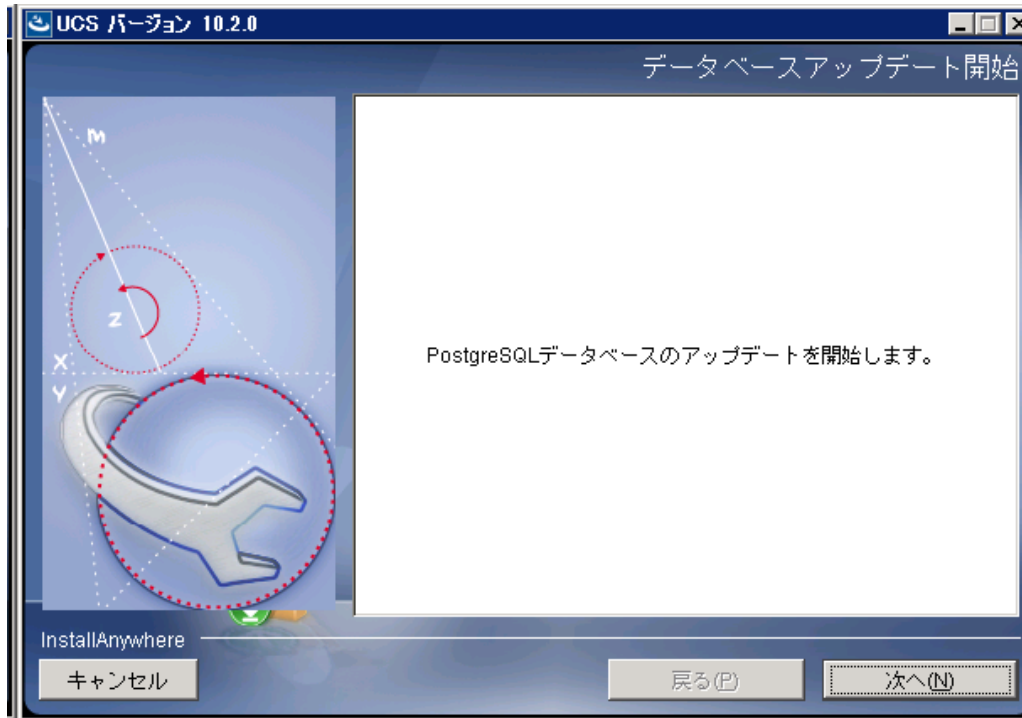 UCS バージョン 10.2.0
データベースアップデート開始
M
Z
X
Y
PostgreSQLデータベースのアップデートを開始します。
InstallAnywhere
キャンセル
戻る(P)
次へ(N)